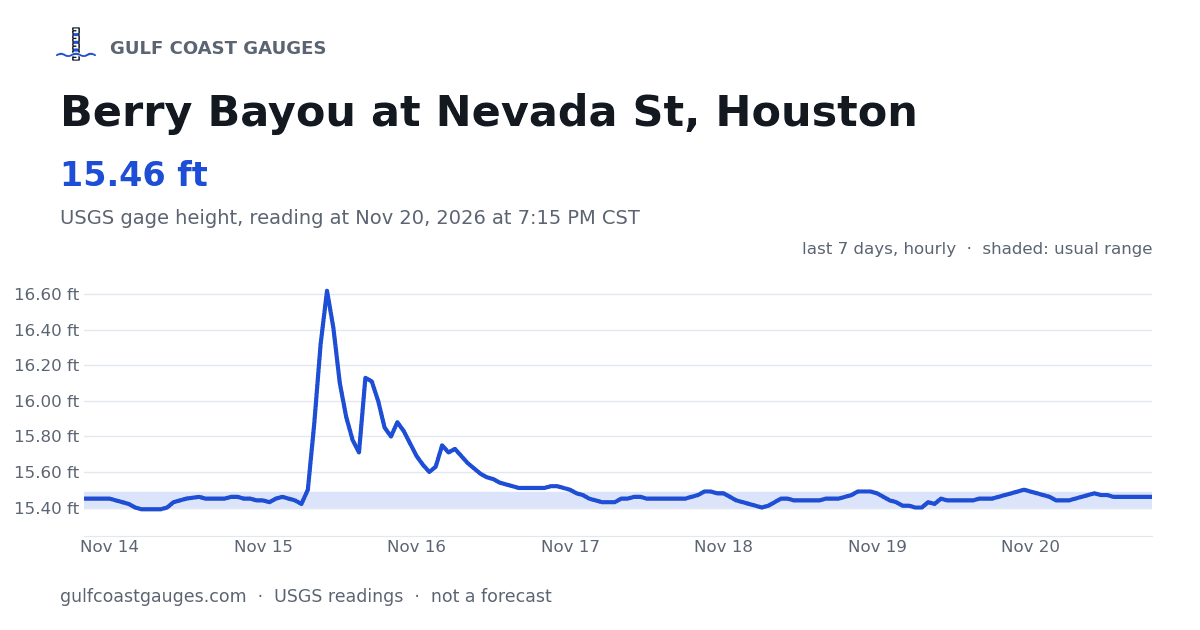 GULF COAST GAUGES
Berry Bayou at Nevada St, Houston
15.46 ft
USGS gage height, reading at Nov 20, 2026 at 7:15 PM CST
last 7 days, hourly · shaded: usual range
16.60 ft
16.40 ft
16.20 ft
16.00 ft
15.80 ft
15.60 ft
15.40 ft
Nov 14 Nov 15 Nov 16 Nov 17 Nov 18 Nov 19 Nov 20
gulfcoastgauges.com · USGS readings · not a forecast